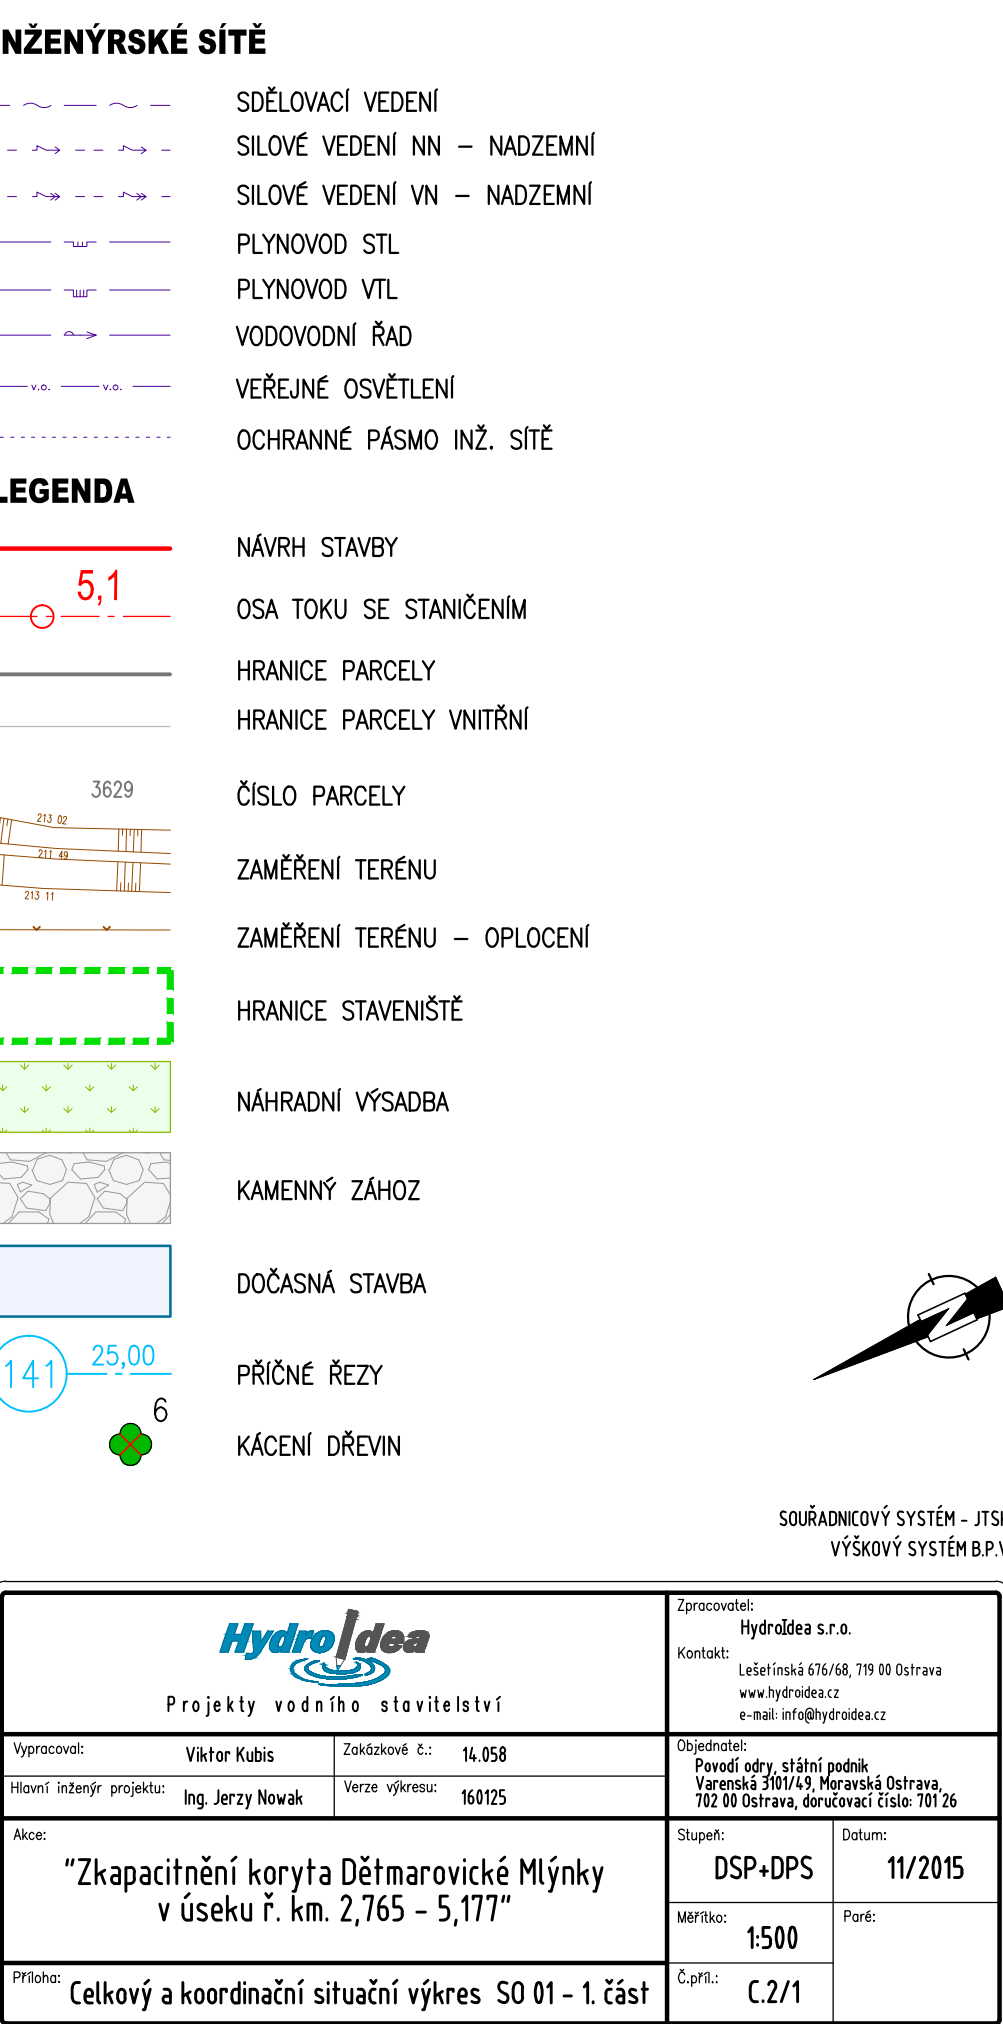 NŽENÝRSKÉ SÍTĚ
SDĚLOVACÍ VEDENÍ
SILOVÉ VEDENÍ NN – NADZEMNÍ
SILOVÉ VEDENÍ VN – NADZEMNÍ
PLYNOVOD STL
PLYNOVOD VTL
VODOVODNÍ ŘAD
v.o. v.o. VEŘEJNÉ OSVĚTLENÍ
OCHRANNÉ PÁSMO INŽ. SÍTĚ
LEGENDA
NÁVRH STAVBY
5,1
OSA TOKU SE STANIČENÍM
HRANICE PARCELY
HRANICE PARCELY VNITŘNÍ
3629
ČÍSLO PARCELY
213 02
211 49
ZAMĚŘENÍ TERÉNU
213 11
ZAMĚŘENÍ TERÉNU – OPLOCENÍ
HRANICE STAVENIŠTĚ
NÁHRADNÍ VÝSADBA
KAMENNÝ ZÁHOZ
DOČASNÁ STAVBA
141 25,00
PŘÍČNÉ ŘEZY
6
KÁCENÍ DŘEVIN
SOUŘADNICOVÝ SYSTÉM - JTSK
VÝŠKOVÝ SYSTÉM B.P.V
HydroIdea
Projekty vodního stavitelství
Zpracovatel:
HydroIdea s.r.o.
Kontakt:
Lešetínská 676/68, 719 00 Ostrava
www.hydroidea.cz
e-mail: info@hydroidea.cz
Vypracoval: Viktor Kubis
Zakázkové č.: 14.058
Hlavní inženýr projektu: Ing. Jerzy Nowak
Verze výkresu: 160125
Objednatel:
Povodí odry, státní podnik
Varenská 3101/49, Moravská Ostrava,
702 00 Ostrava, doručovací číslo: 701 26
Akce:
"Zkapacitnění koryta Dětmarovické Mlýnky
v úseku ř. km. 2,765 - 5,177"
Stupeň:
DSP+DPS
Datum:
11/2015
Měřítko:
1:500
Paré:
Příloha: Celkový a koordinační situační výkres SO 01 - 1. část
Č.příl.:
C.2/1